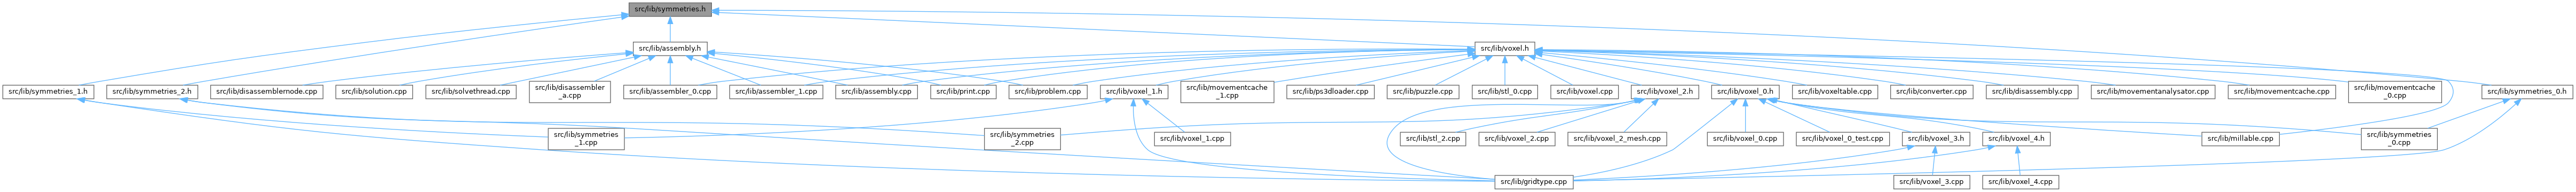 src/lib/symmetries.h
src/lib/assembly.h
src/lib/voxel.h
src/lib/symmetries_1.h
src/lib/symmetries_2.h
src/lib/disassemblernode.cpp
src/lib/solution.cpp
src/lib/solvethread.cpp
src/lib/disassembler
_a.cpp
src/lib/assembler_0.cpp
src/lib/assembler_1.cpp
src/lib/assembly.cpp
src/lib/print.cpp
src/lib/problem.cpp
src/lib/voxel_1.h
src/lib/movementcache
_1.cpp
src/lib/ps3dloader.cpp
src/lib/puzzle.cpp
src/lib/stl_0.cpp
src/lib/voxel.cpp
src/lib/voxel_2.h
src/lib/voxel_0.h
src/lib/voxeltable.cpp
src/lib/converter.cpp
src/lib/disassembly.cpp
src/lib/movementanalysator.cpp
src/lib/movementcache.cpp
src/lib/movementcache
_0.cpp
src/lib/symmetries_0.h
src/lib/symmetries
_1.cpp
src/lib/symmetries
_2.cpp
src/lib/voxel_1.cpp
src/lib/stl_2.cpp
src/lib/voxel_2.cpp
src/lib/voxel_2_mesh.cpp
src/lib/voxel_0.cpp
src/lib/voxel_0_test.cpp
src/lib/voxel_3.h
src/lib/voxel_4.h
src/lib/millable.cpp
src/lib/symmetries
_0.cpp
src/lib/gridtype.cpp
src/lib/voxel_3.cpp
src/lib/voxel_4.cpp